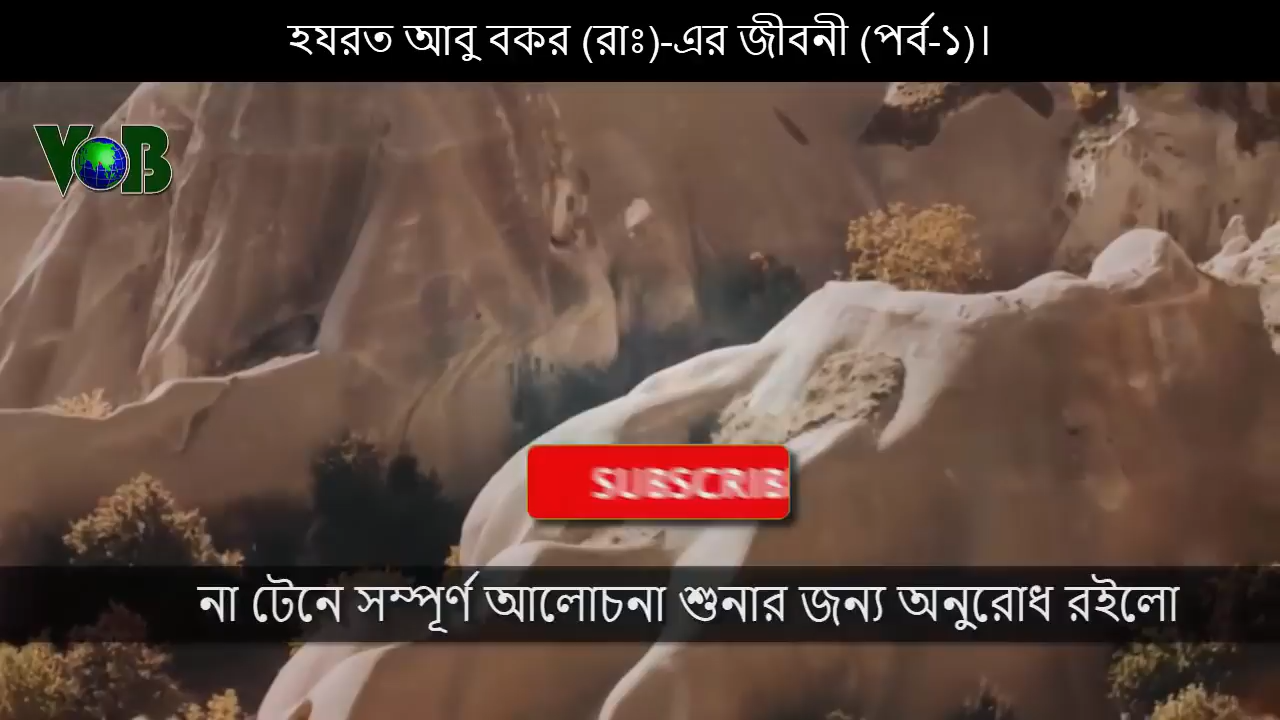 হযরত আবু বকর (রাঃ)-এর জীবনী (পর্ব-১)।
VOB
SUBSCRIB
না টেনে সম্পূর্ণ আলোচনা শুনার জন্য অনুরোধ রইলো